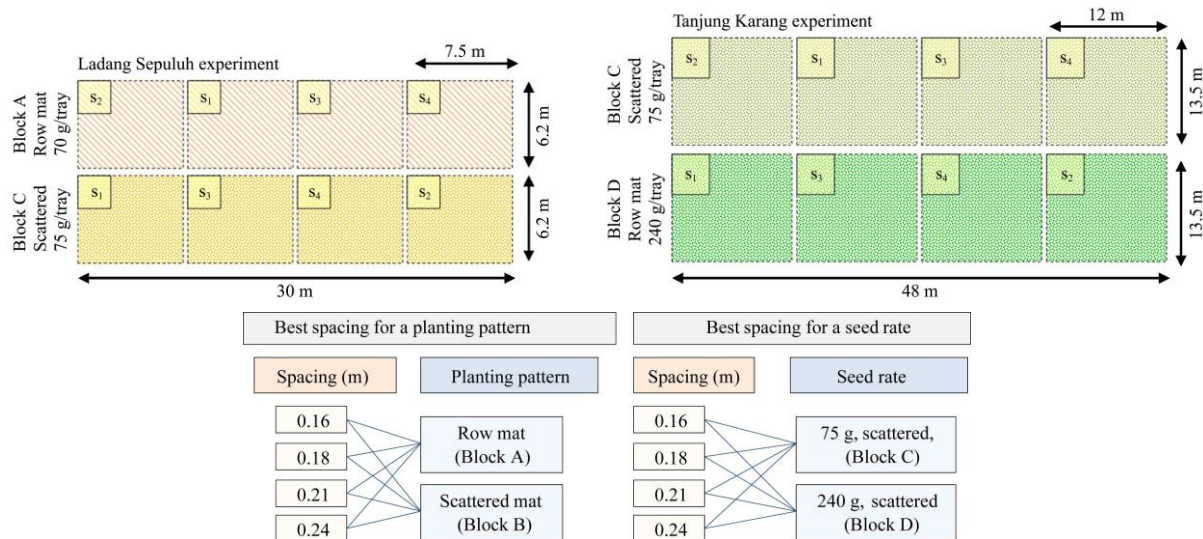 Ladang Sepuluh experiment
7.5 m
Block A
Row mat
70 g/tray
s2
s1
s3
s4
6.2 m
Block C
Scattered
75 g/tray
s1
s3
s4
s2
6.2 m
30 m
Tanjung Karang experiment
12 m
Block C
Scattered
75 g/tray
s2
s1
s3
s4
13.5 m
Block D
Row mat
240 g/tray
s1
s3
s4
s2
13.5 m
48 m
Best spacing for a planting pattern
Spacing (m)
Planting pattern
0.16
0.18
0.21
0.24
Row mat
(Block A)
Scattered mat
(Block B)
Best spacing for a seed rate
Spacing (m)
Seed rate
0.16
0.18
0.21
0.24
75 g, scattered,
(Block C)
240 g, scattered
(Block D)